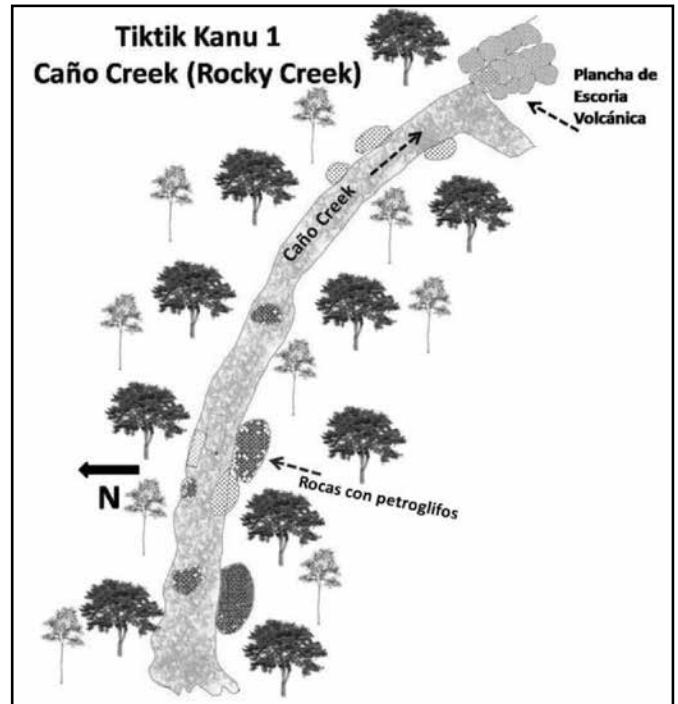 Tiktik Kanu 1
Caño Creek (Rocky Creek)
Plancha de
Escoria
Volcánica
Caño Creek
Rocas con petroglifos
N